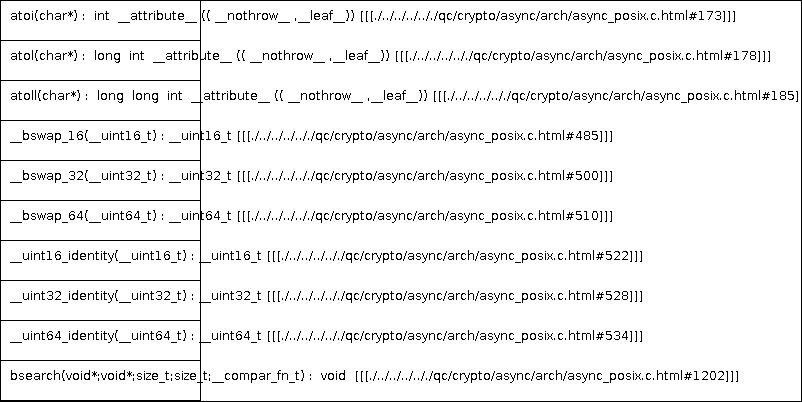 atoi(char*) : int __attribute__ (( __nothrow__ ,__leaf__)) [[[./../../../../qc/crypto/async/arch/async_posix.c.html#173]]]
atol(char*) : long int __attribute__ (( __nothrow__ ,__leaf__)) [[[./../../../../qc/crypto/async/arch/async_posix.c.html#178]]]
atoll(char*) : long long int __attribute__ (( __nothrow__ ,__leaf__)) [[[./../../../../qc/crypto/async/arch/async_posix.c.html#185]
__bswap_16(__uint16_t) : __uint16_t [[[./../../../../qc/crypto/async/arch/async_posix.c.html#485]]]
__bswap_32(__uint32_t) : __uint32_t [[[./../../../../qc/crypto/async/arch/async_posix.c.html#500]]]
__bswap_64(__uint64_t) : __uint64_t [[[./../../../../qc/crypto/async/arch/async_posix.c.html#510]]]
__uint16_identity(__uint16_t) : __uint16_t [[[./../../../../qc/crypto/async/arch/async_posix.c.html#522]]]
__uint32_identity(__uint32_t) : __uint32_t [[[./../../../../qc/crypto/async/arch/async_posix.c.html#528]]]
__uint64_identity(__uint64_t) : __uint64_t [[[./../../../../qc/crypto/async/arch/async_posix.c.html#534]]]
bsearch(void*;void*;size_t;size_t;__compar_fn_t) : void [[[./../../../../qc/crypto/async/arch/async_posix.c.html#1202]]]